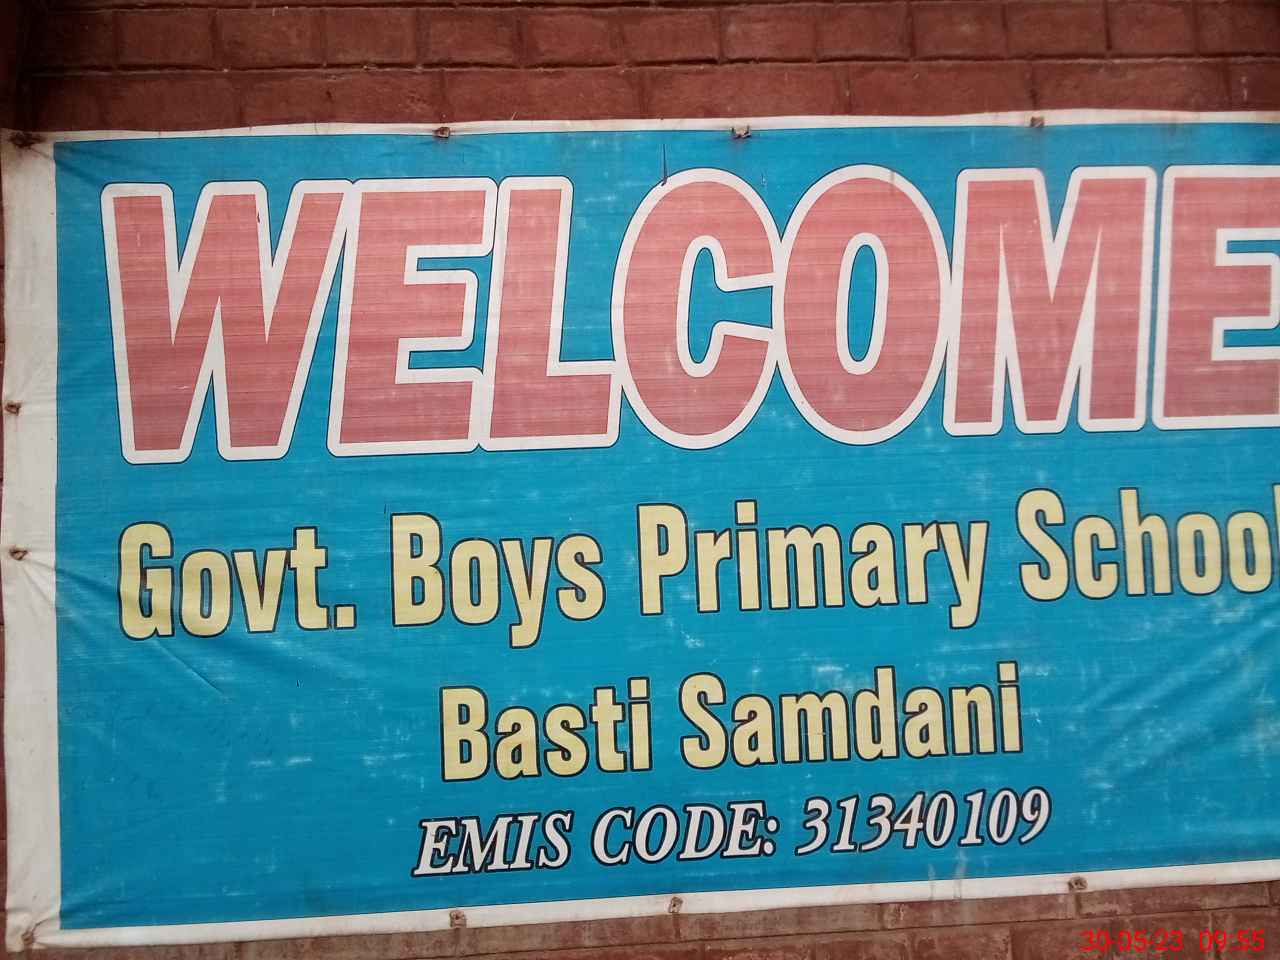 WELCOME
Govt. Boys Primary School
Basti Samdani
EMIS CODE: 31340109
30-05-23 09:55